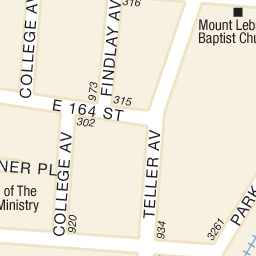 316
Mount Leba
Baptist Chu
COLLEGE AV
FINDLAY AV
973
315
E 164 ST
302
NER PL
of The
Ministry
COLLEGE AV
920
TELLER AV
934
3261
PARK